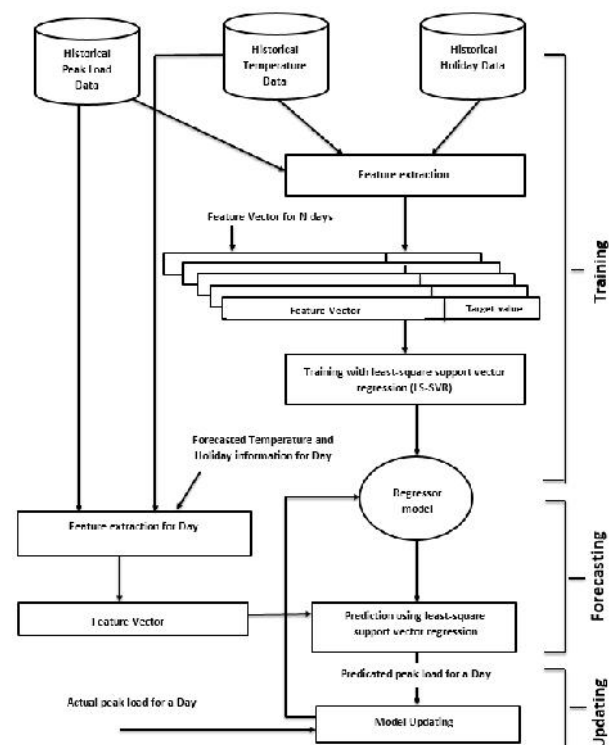 Historical
Peak Load
Data
Historical
Temperature
Data
Historical
Holiday Data
Feature extraction
Feature Vector for N days
Feature Vector
Target value
Training with least-square support vector
regression (LS-SVR)
Training
Forecasted Temperature and
Holiday information for Day
Regressor
model
Feature extraction for Day
Forecasting
Feature Vector
Prediction using least-square
support vector regression
Predicated peak load for a Day
Actual peak load for a Day
Model Updating
Updating